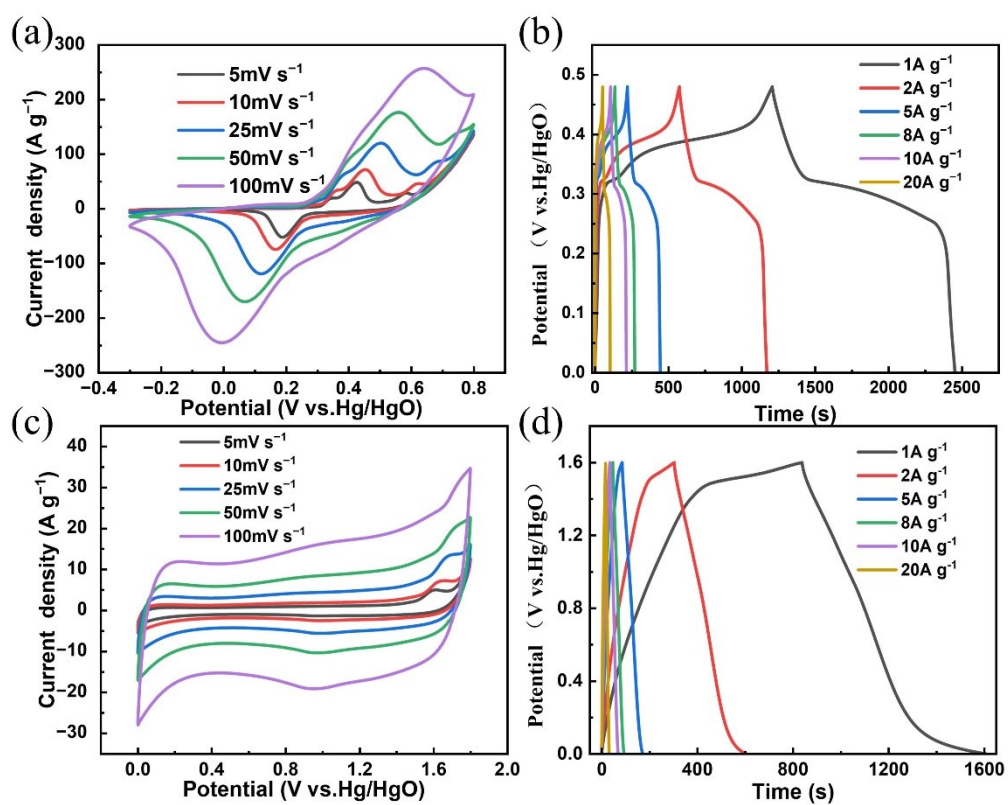 (a)
300
200
100
0
−100
−200
−300
Current density (A g⁻¹)
5mV s⁻¹
10mV s⁻¹
25mV s⁻¹
50mV s⁻¹
100mV s⁻¹
−0.4 0.0 0.2 0.4 0.6 0.8
Potential (V vs.Hg/HgO)
(b)
0.5
0.4
0.3
0.2
0.1
0.0
Potential （V vs.Hg/HgO)
1A g⁻¹
2A g⁻¹
5A g⁻¹
8A g⁻¹
10A g⁻¹
20A g⁻¹
0 500 1000 1500 2000 2500
Time (s)
(c)
40
30
20
10
0
−10
−20
−30
Current density (A g⁻¹)
5mV s⁻¹
10mV s⁻¹
25mV s⁻¹
50mV s⁻¹
100mV s⁻¹
0.0 0.4 0.8 1.2 1.6 2.0
Potential (V vs.Hg/HgO)
(d)
1.6
1.2
0.8
0.4
0.0
Potential （V vs.Hg/HgO)
1A g⁻¹
2A g⁻¹
5A g⁻¹
8A g⁻¹
10A g⁻¹
20A g⁻¹
0 400 800 1200 1600
Time (s)